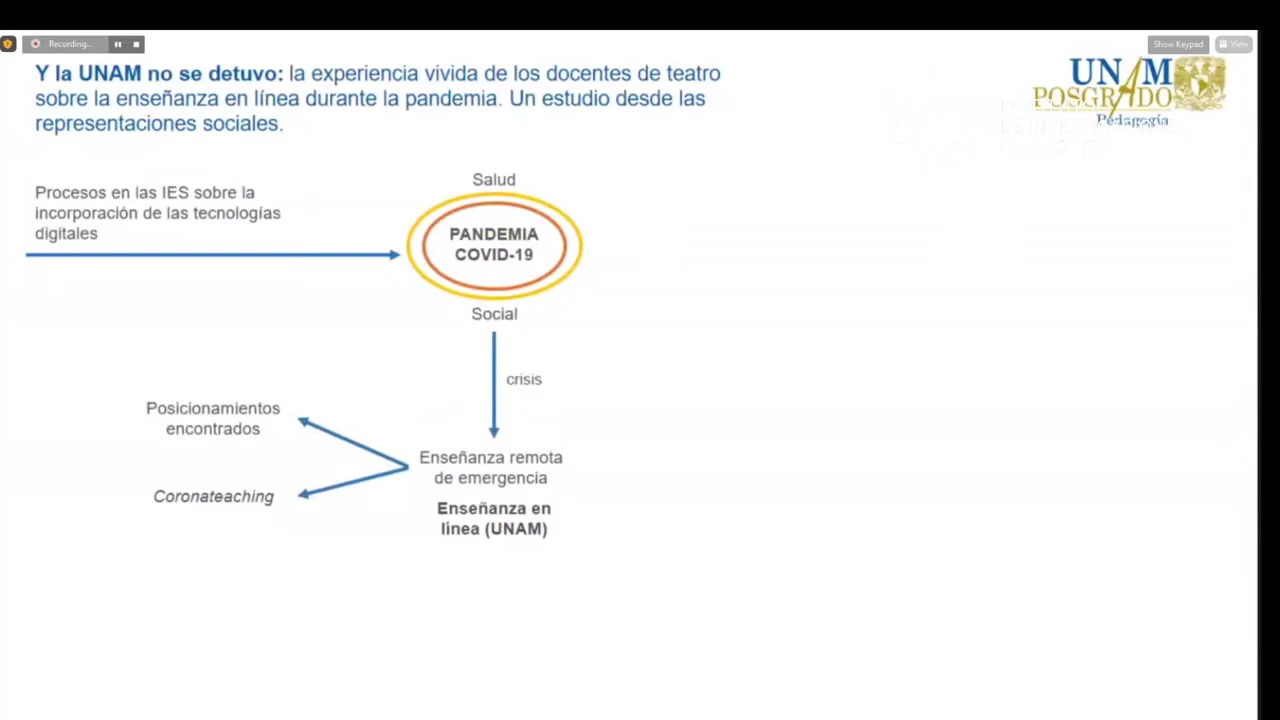 Recording...
Show Keypad
View
Y la UNAM no se detuvo: la experiencia vivida de los docentes de teatro
sobre la enseñanza en línea durante la pandemia. Un estudio desde las
representaciones sociales.
UNAM
POSGRADO
Pedagogía
Procesos en las IES sobre la
incorporación de las tecnologías
digitales
Salud
PANDEMIA
COVID-19
Social
crisis
Posicionamientos
encontrados
Coronateaching
Enseñanza remota
de emergencia
Enseñanza en
línea (UNAM)